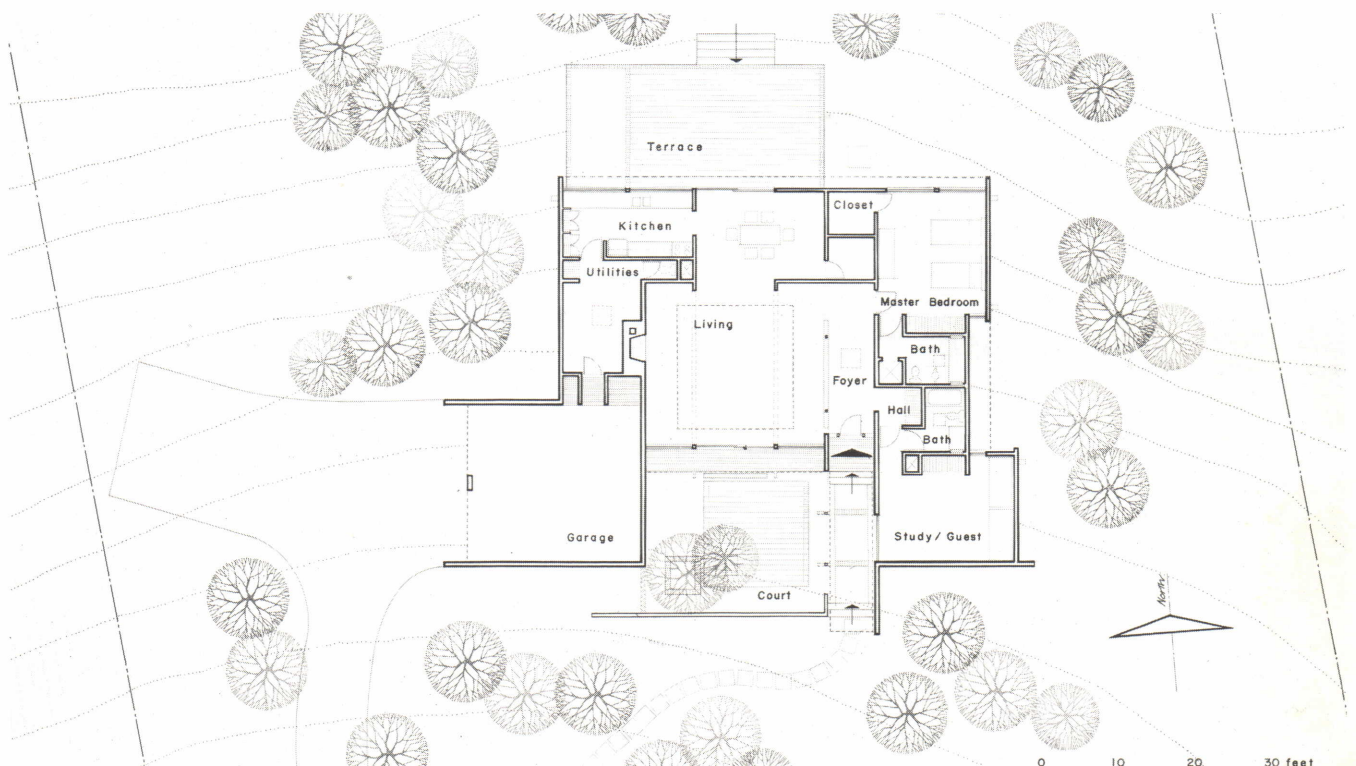 Terrace
Closet
Kitchen
Utilities
Master Bedroom
Living
Bath
Foyer
Hall
Bath
Garage
Study/Guest
Court
North
0 10 20 30 feet